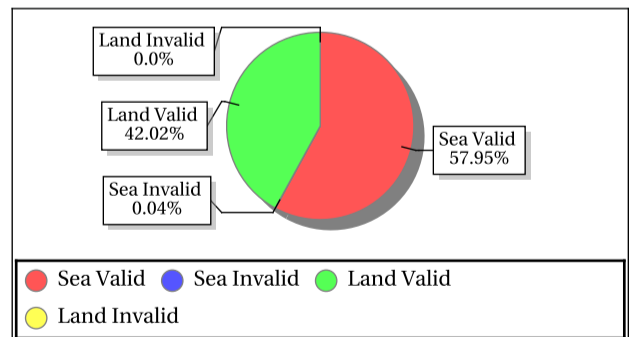 Land Invalid
0.0%
Land Valid
42.02%
Sea Valid
57.95%
Sea Invalid
0.04%
Sea Valid Sea Invalid Land Valid
Land Invalid